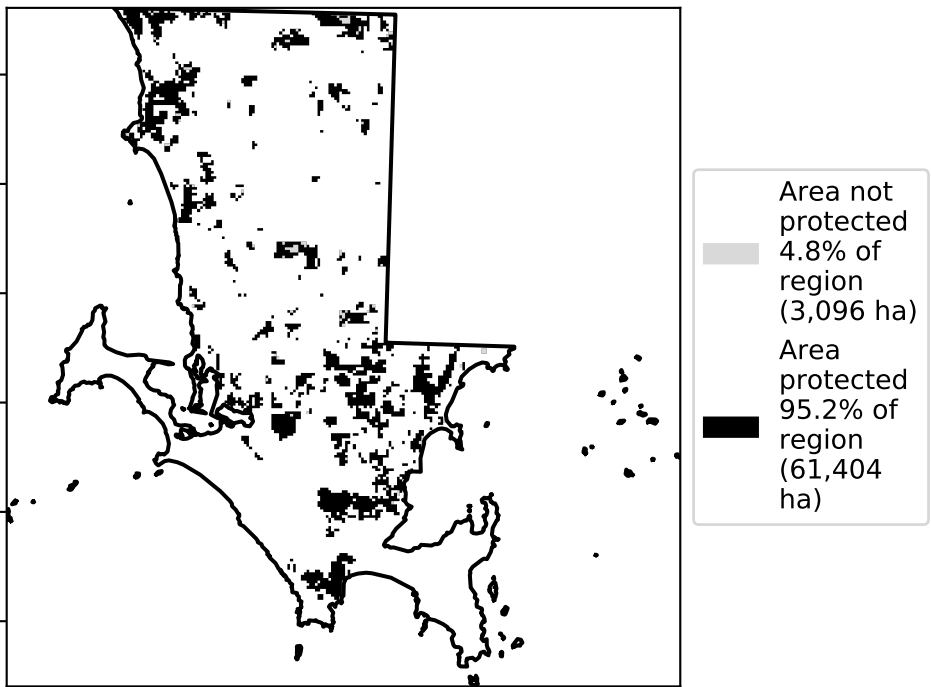 Area not
protected
4.8% of
region
(3,096 ha)
Area
protected
95.2% of
region
(61,404
ha)